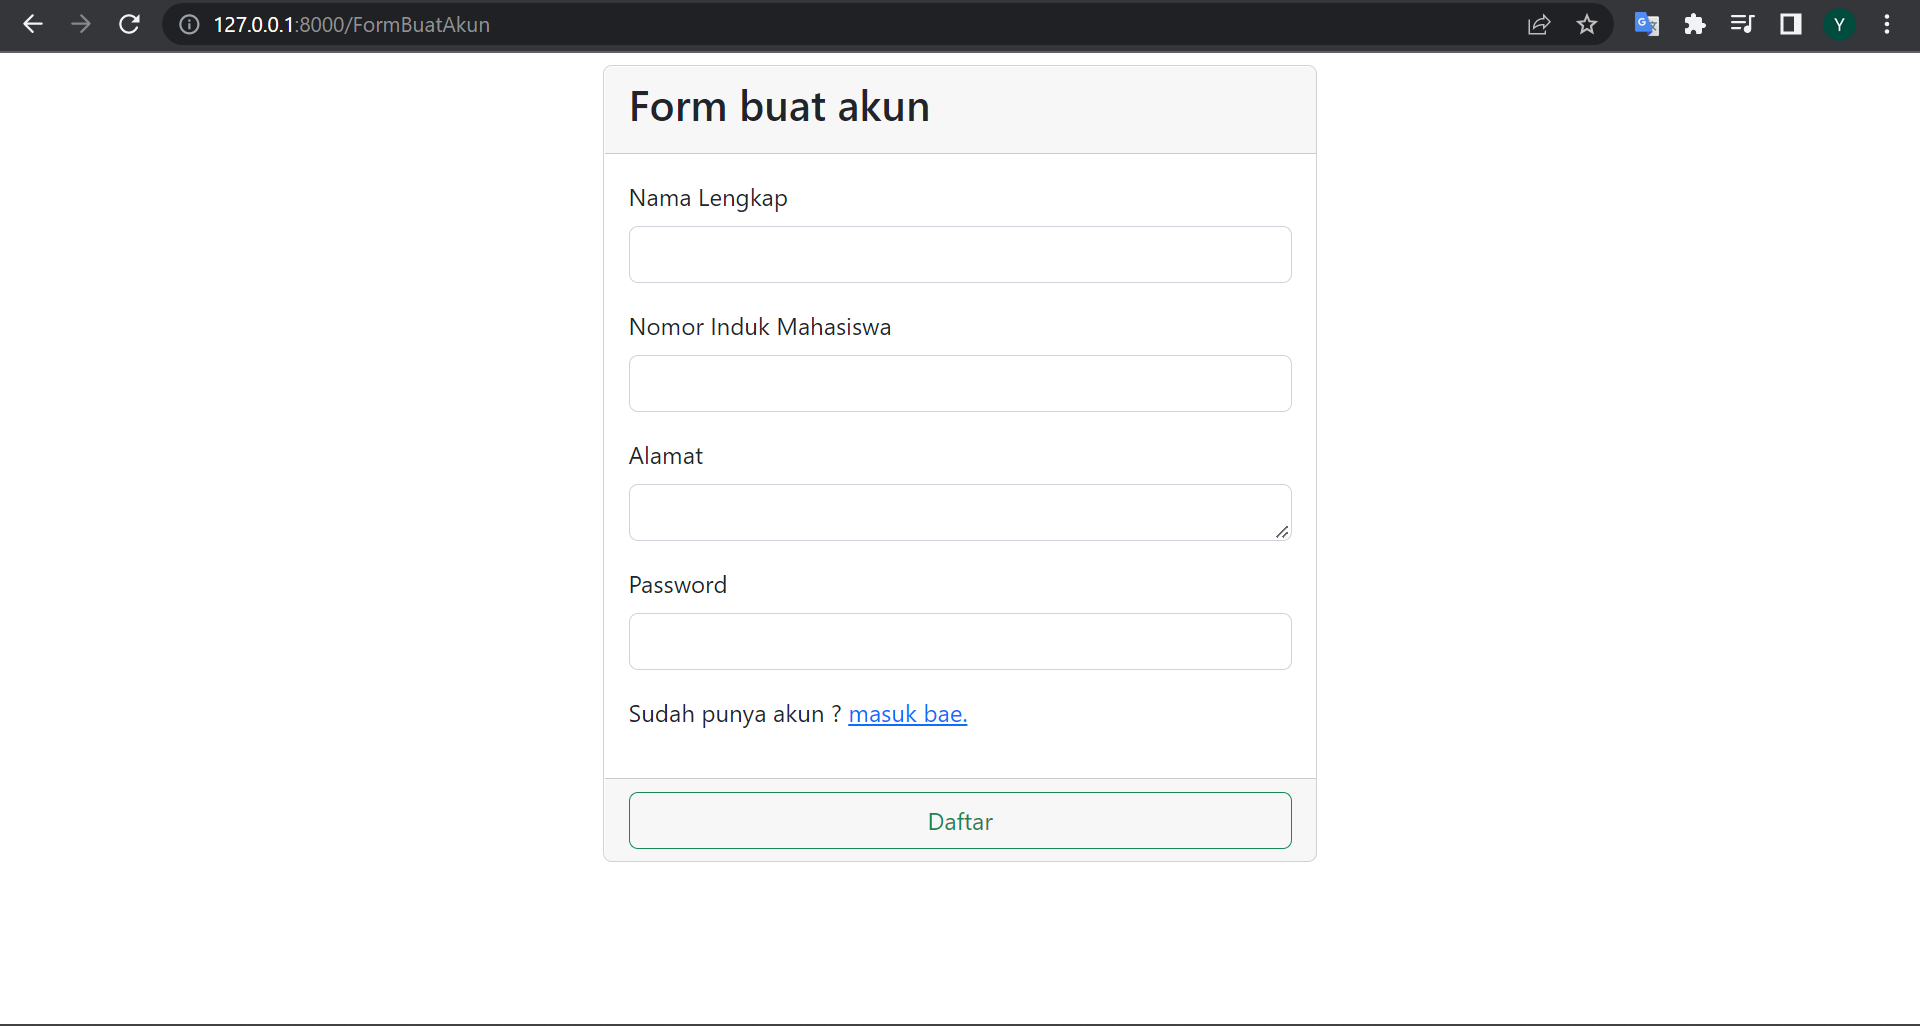 127.0.0.1:8000/FormBuatAkun
Y
Form buat akun
Nama Lengkap
Nomor Induk Mahasiswa
Alamat
Password
Sudah punya akun ? masuk bae.
Daftar